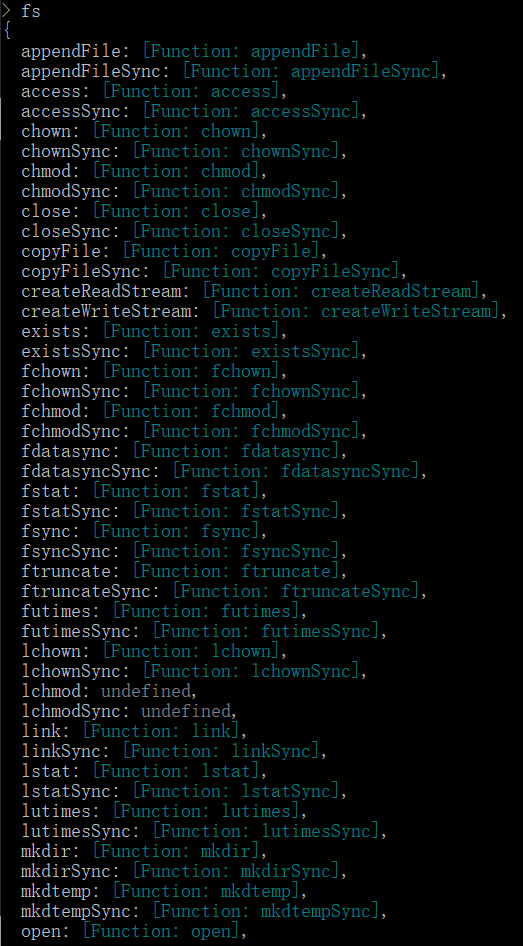 > fs
{
  appendFile: [Function: appendFile],
  appendFileSync: [Function: appendFileSync],
  access: [Function: access],
  accessSync: [Function: accessSync],
  chown: [Function: chown],
  chownSync: [Function: chownSync],
  chmod: [Function: chmod],
  chmodSync: [Function: chmodSync],
  close: [Function: close],
  closeSync: [Function: closeSync],
  copyFile: [Function: copyFile],
  copyFileSync: [Function: copyFileSync],
  createReadStream: [Function: createReadStream],
  createWriteStream: [Function: createWriteStream],
  exists: [Function: exists],
  existsSync: [Function: existsSync],
  fchown: [Function: fchown],
  fchownSync: [Function: fchownSync],
  fchmod: [Function: fchmod],
  fchmodSync: [Function: fchmodSync],
  fdatasync: [Function: fdatasync],
  fdatasyncSync: [Function: fdatasyncSync],
  fstat: [Function: fstat],
  fstatSync: [Function: fstatSync],
  fsync: [Function: fsync],
  fsyncSync: [Function: fsyncSync],
  ftruncate: [Function: ftruncate],
  ftruncateSync: [Function: ftruncateSync],
  futimes: [Function: futimes],
  futimesSync: [Function: futimesSync],
  lchown: [Function: lchown],
  lchownSync: [Function: lchownSync],
  lchmod: undefined,
  lchmodSync: undefined,
  link: [Function: link],
  linkSync: [Function: linkSync],
  lstat: [Function: lstat],
  lstatSync: [Function: lstatSync],
  lutimes: [Function: lutimes],
  lutimesSync: [Function: lutimesSync],
  mkdir: [Function: mkdir],
  mkdirSync: [Function: mkdirSync],
  mkdtemp: [Function: mkdtemp],
  mkdtempSync: [Function: mkdtempSync],
  open: [Function: open],